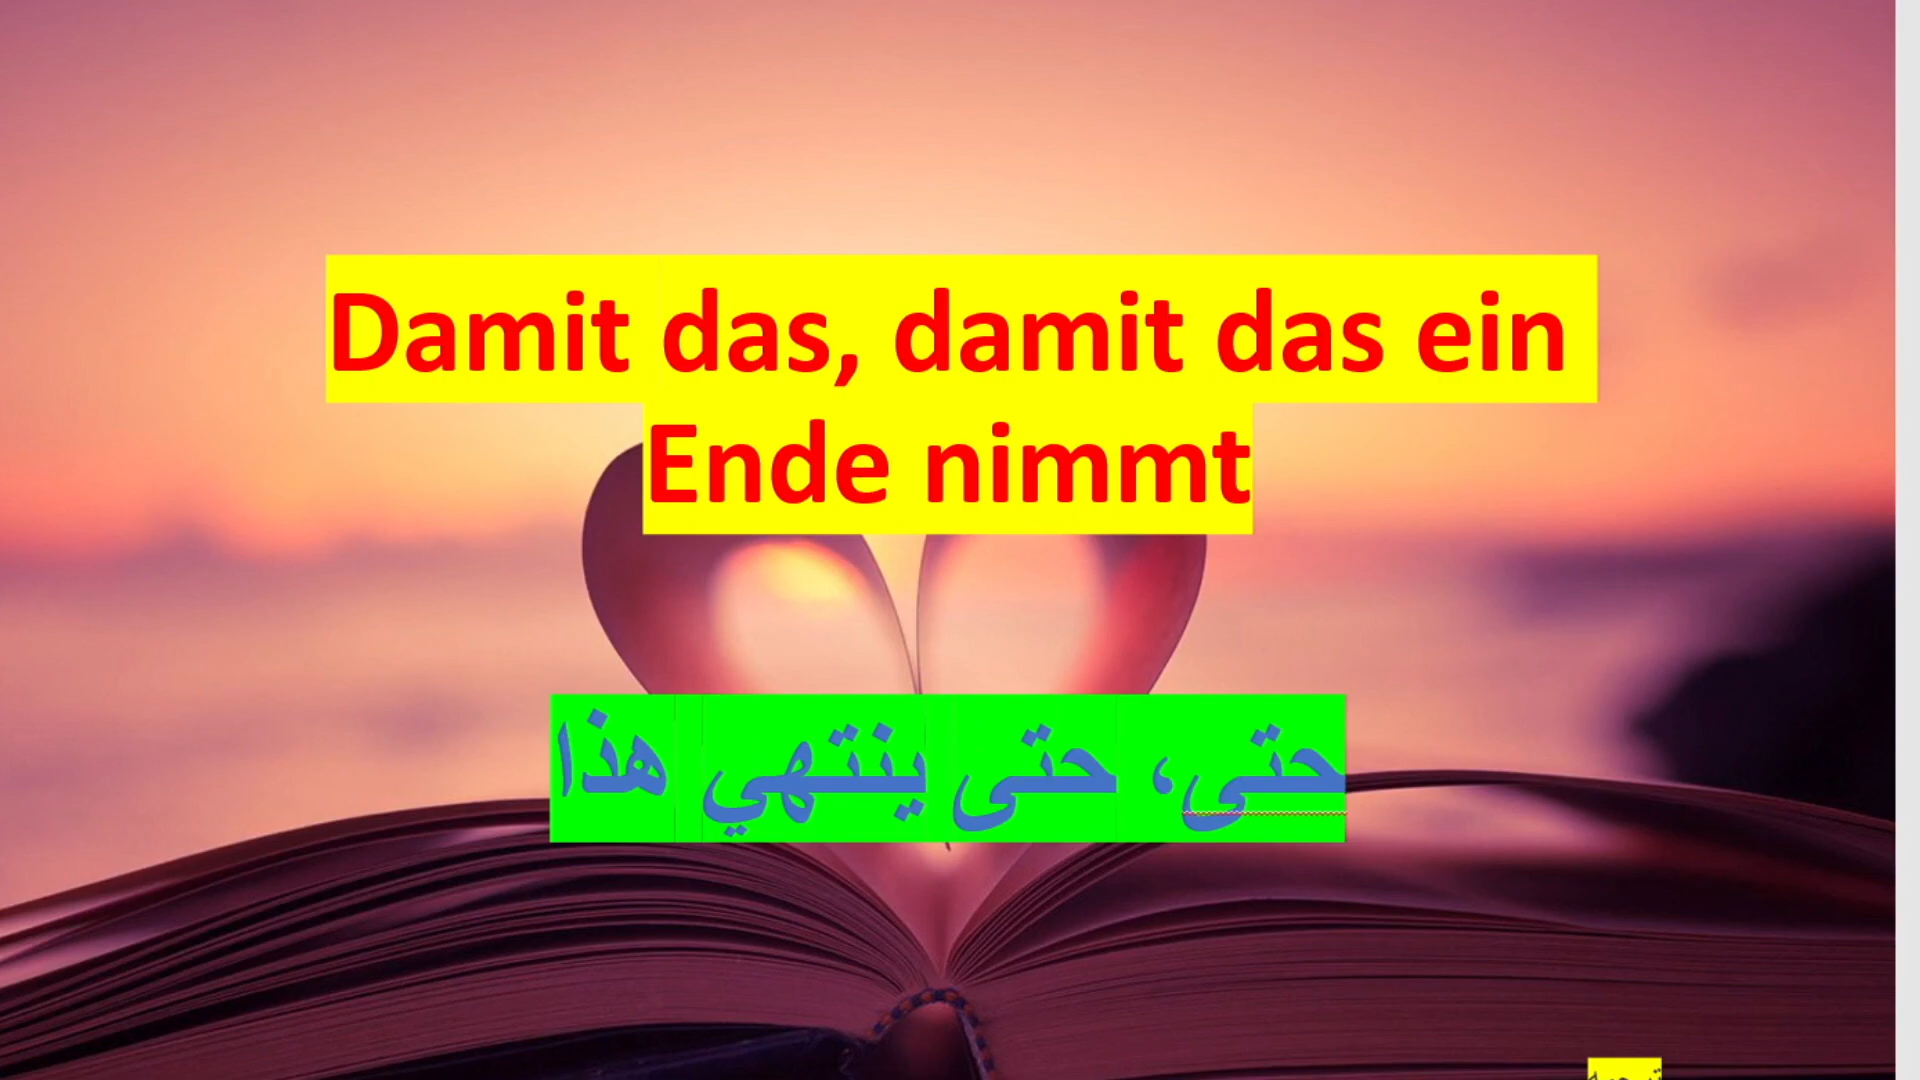 Damit das, damit das ein
Ende nimmt
حتى، حتى ينتهي هذا